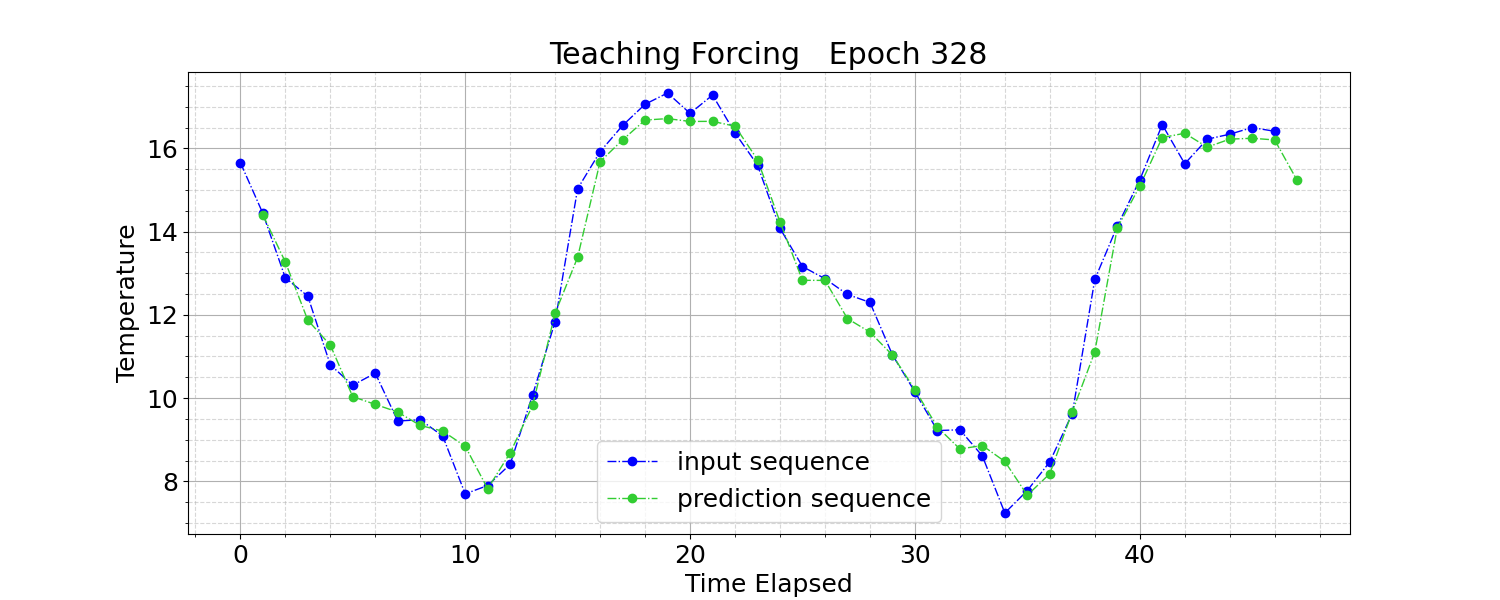 Teaching Forcing   Epoch 328
Temperature
16
14
12
10
8
input sequence
prediction sequence
0 10 20 30 40
Time Elapsed